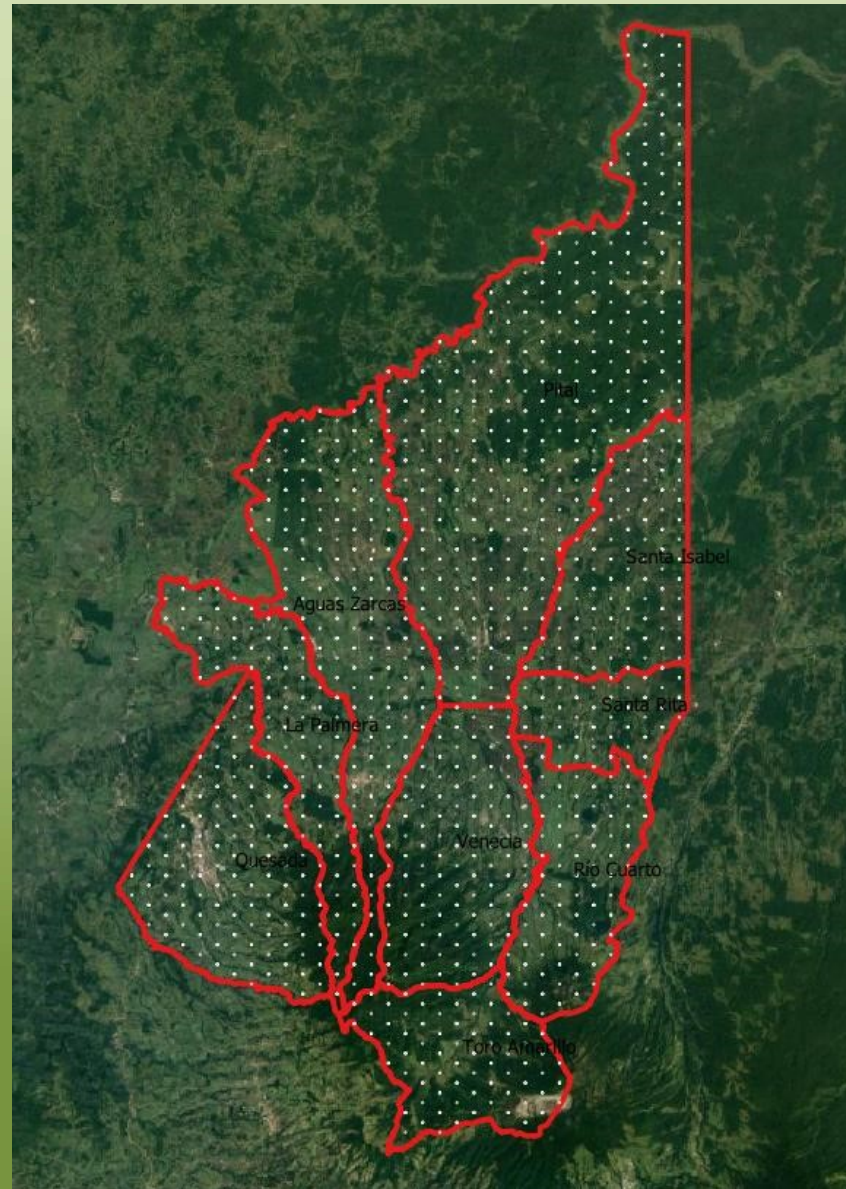 Pital
Santa Isabel
Aguas Zarcas
Santa Rita
La Palmera
Venecia
Quesada
Río Cuarto
Toro Amarillo